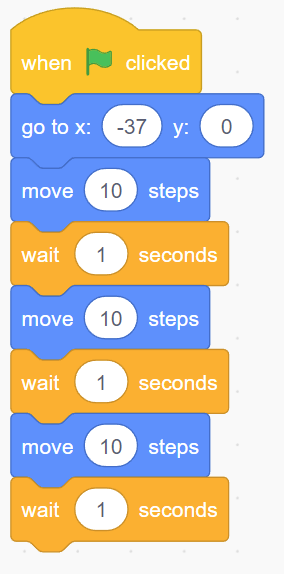 when clicked
go to x: -37 y: 0
move 10 steps
wait 1 seconds
move 10 steps
wait 1 seconds
move 10 steps
wait 1 seconds